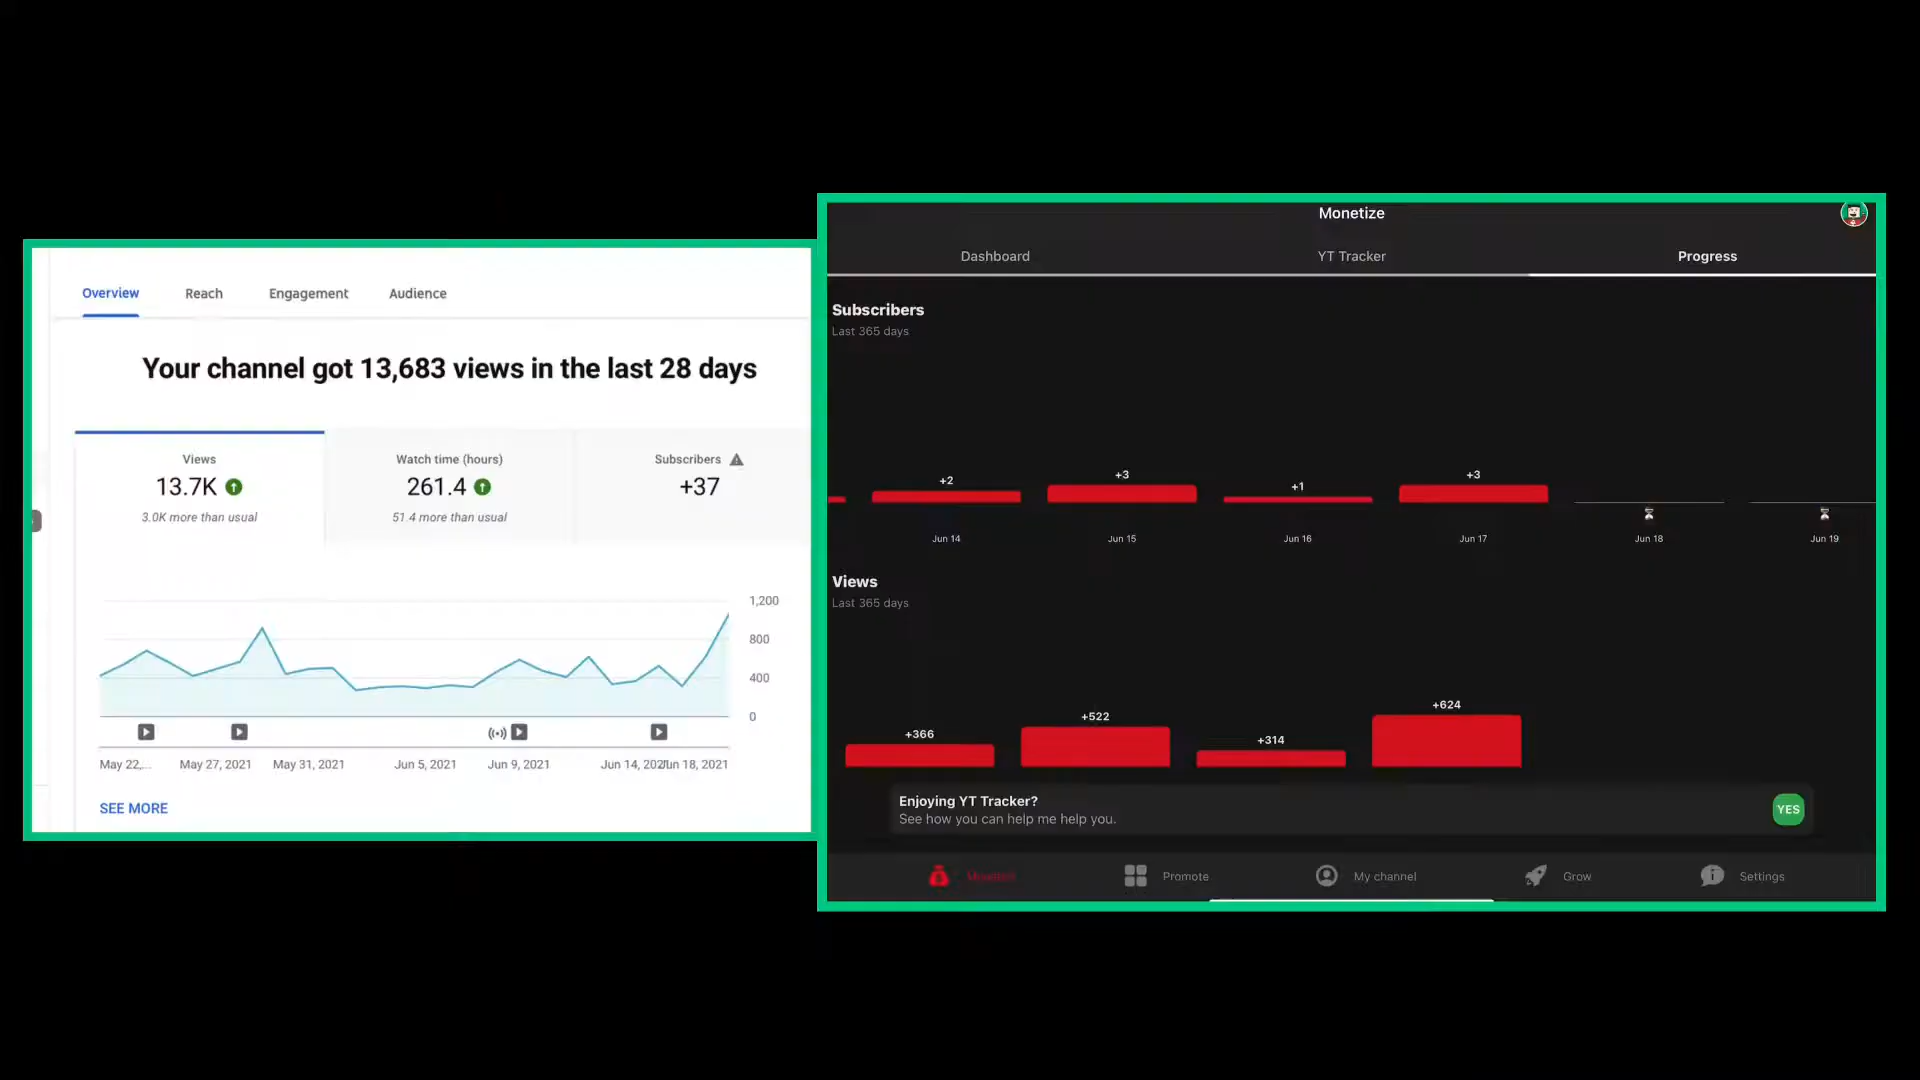 Overview Reach Engagement Audience
Your channel got 13,683 views in the last 28 days
Views
13.7K
3.0K more than usual
Watch time (hours)
261.4
51.4 more than usual
Subscribers
+37
1,200
800
400
0
May 22,... May 27, 2021 May 31, 2021 Jun 5, 2021 Jun 9, 2021 Jun 14, 202 Jun 18, 2021
SEE MORE
Monetize
Dashboard YT Tracker Progress
Subscribers
Last 365 days
+2 +3 +1 +3
Jun 14 Jun 15 Jun 16 Jun 17 Jun 18 Jun 19
Views
Last 365 days
+366 +522 +314 +624
Enjoying YT Tracker?
See how you can help me help you.
YES
Monetize Promote My channel Grow Settings